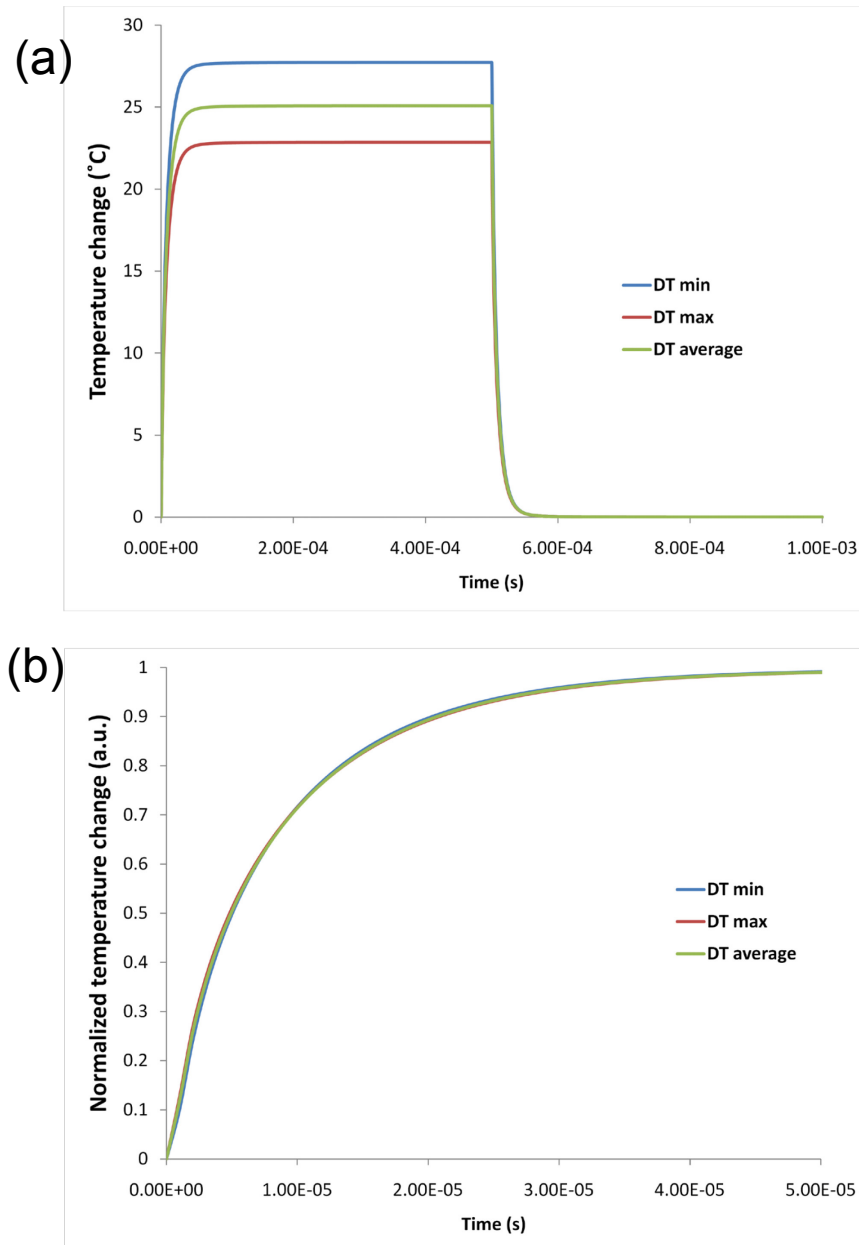 (a)
Temperature change (˚C)
30
25
20
15
10
5
0
DT min
DT max
DT average
0.00E+00 2.00E-04 4.00E-04 6.00E-04 8.00E-04 1.00E-03
Time (s)
(b)
Normalized temperature change (a.u.)
1
0.9
0.8
0.7
0.6
0.5
0.4
0.3
0.2
0.1
0
DT min
DT max
DT average
0.00E+00 1.00E-05 2.00E-05 3.00E-05 4.00E-05 5.00E-05
Time (s)